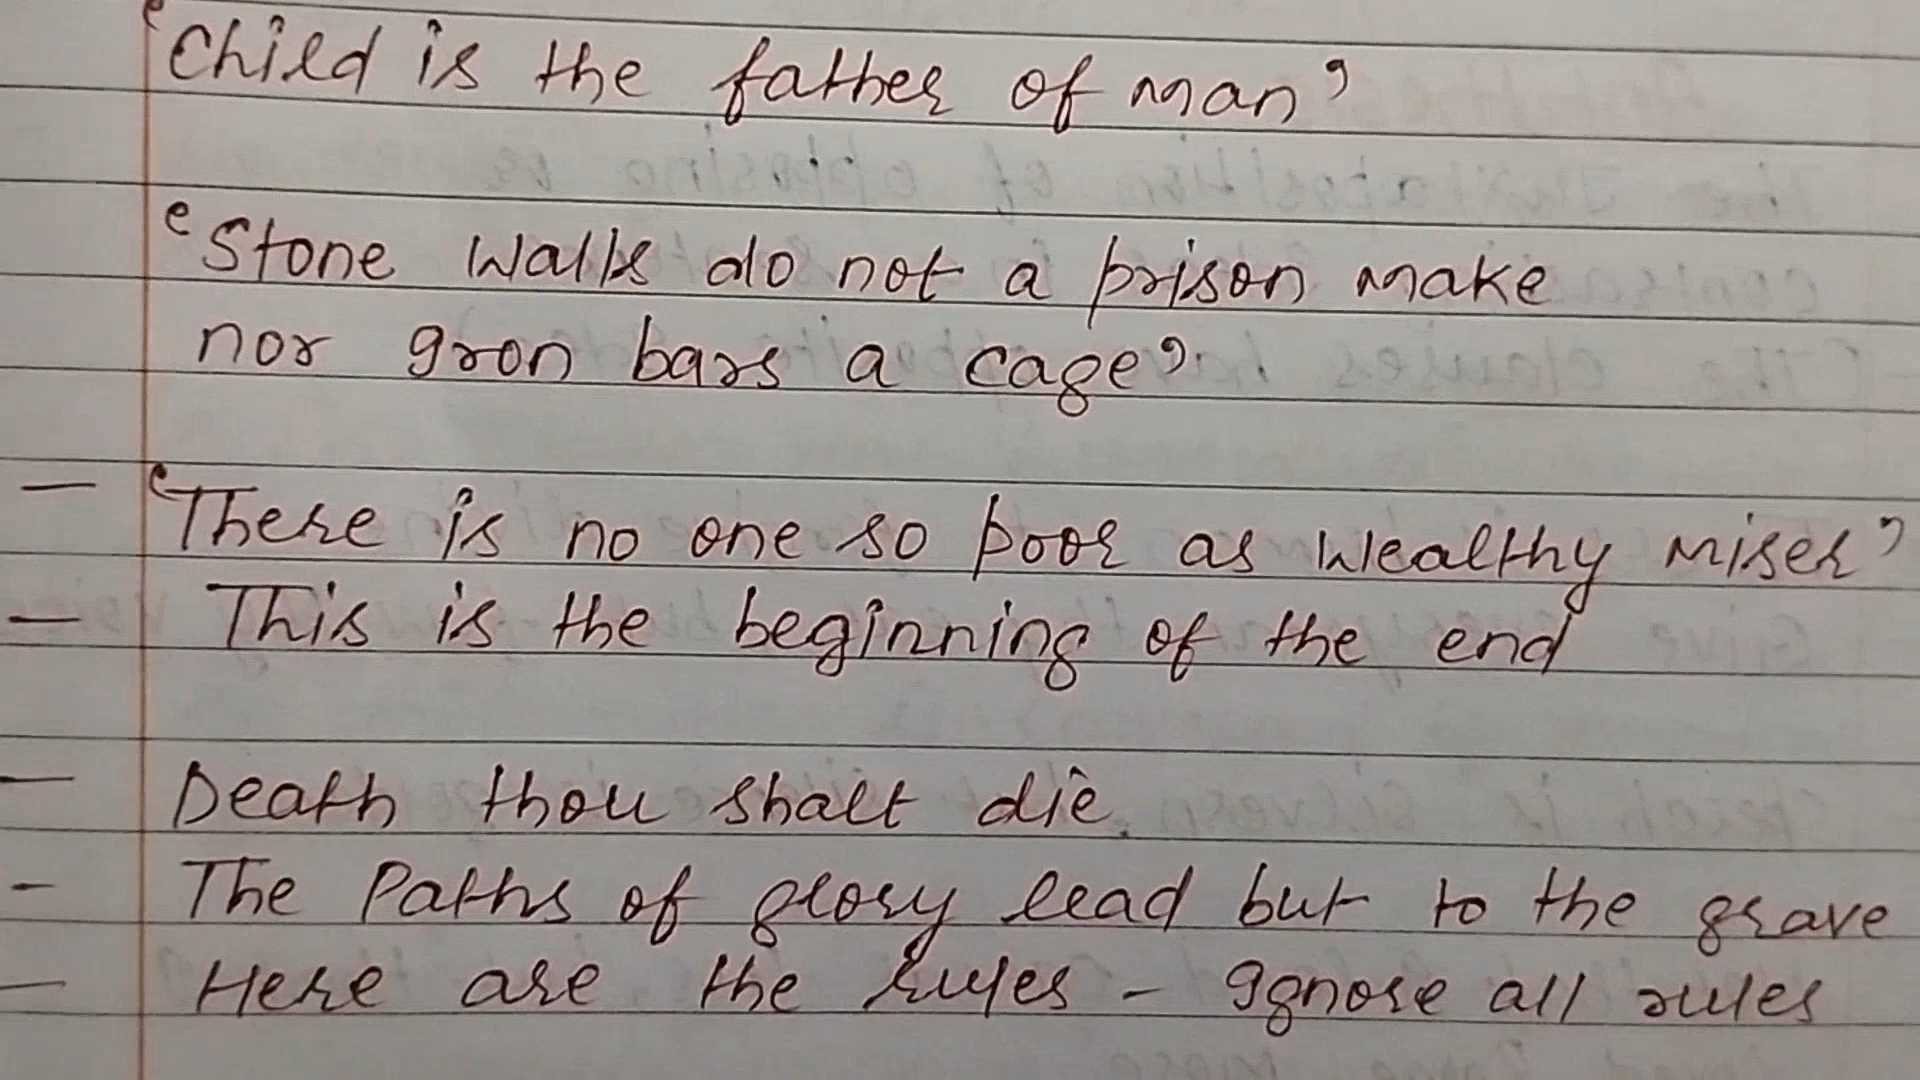 'Child is the father of man'
'Stone Walls do not a prison make
nor Iron bars a cage'.
– 'There is no one so poor as Wealthy miser'
– This is the beginning of the end
– Death thou shalt die.
– The Paths of glory lead but to the grave
– Here are the rules – Ignore all rules